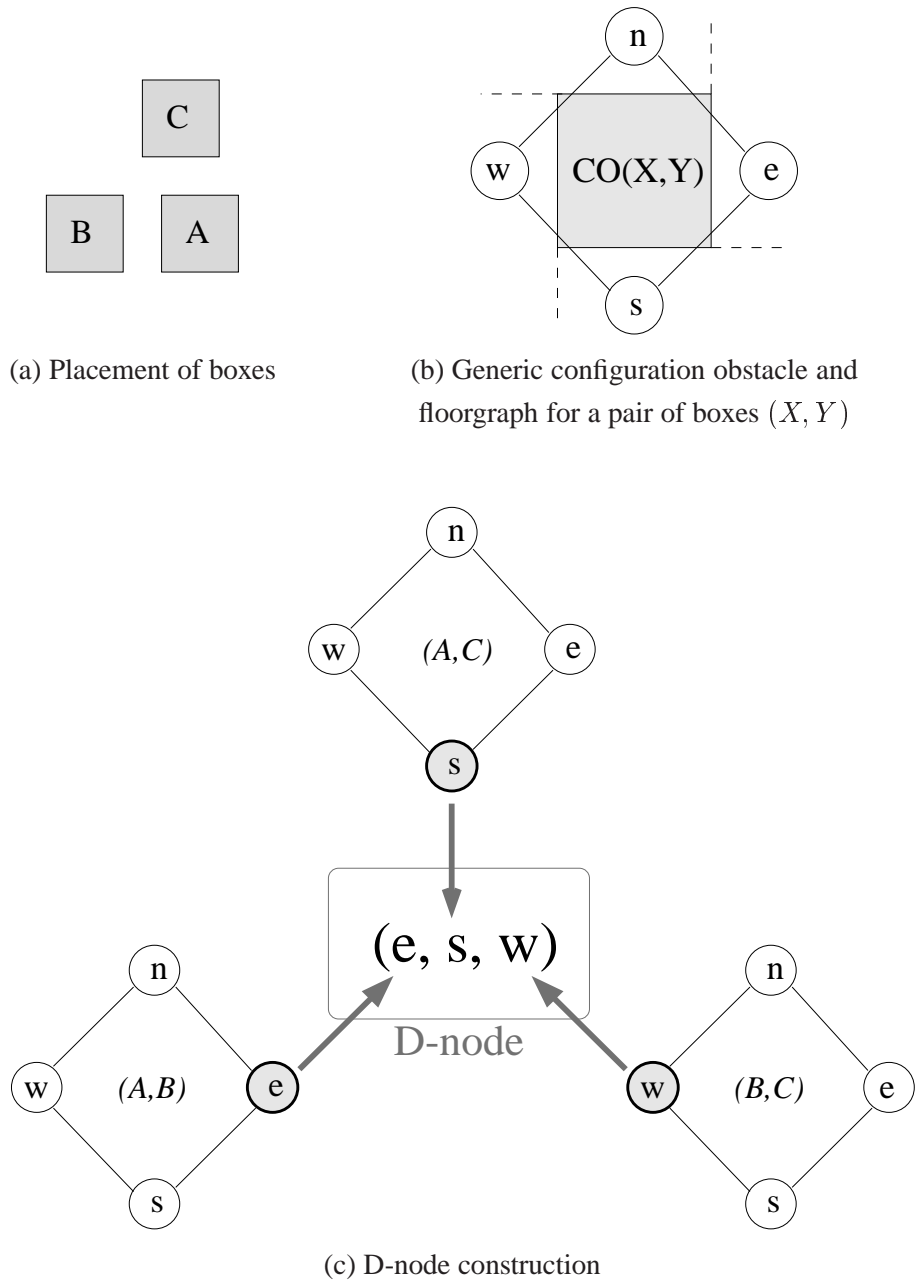 C
B
A
(a) Placement of boxes
n
w
CO(X,Y)
e
s
(b) Generic configuration obstacle and
floorgraph for a pair of boxes (X, Y)
n
w
(A,C)
e
s
(e, s, w)
D-node
n
w
(A,B)
e
s
n
w
(B,C)
e
s
(c) D-node construction